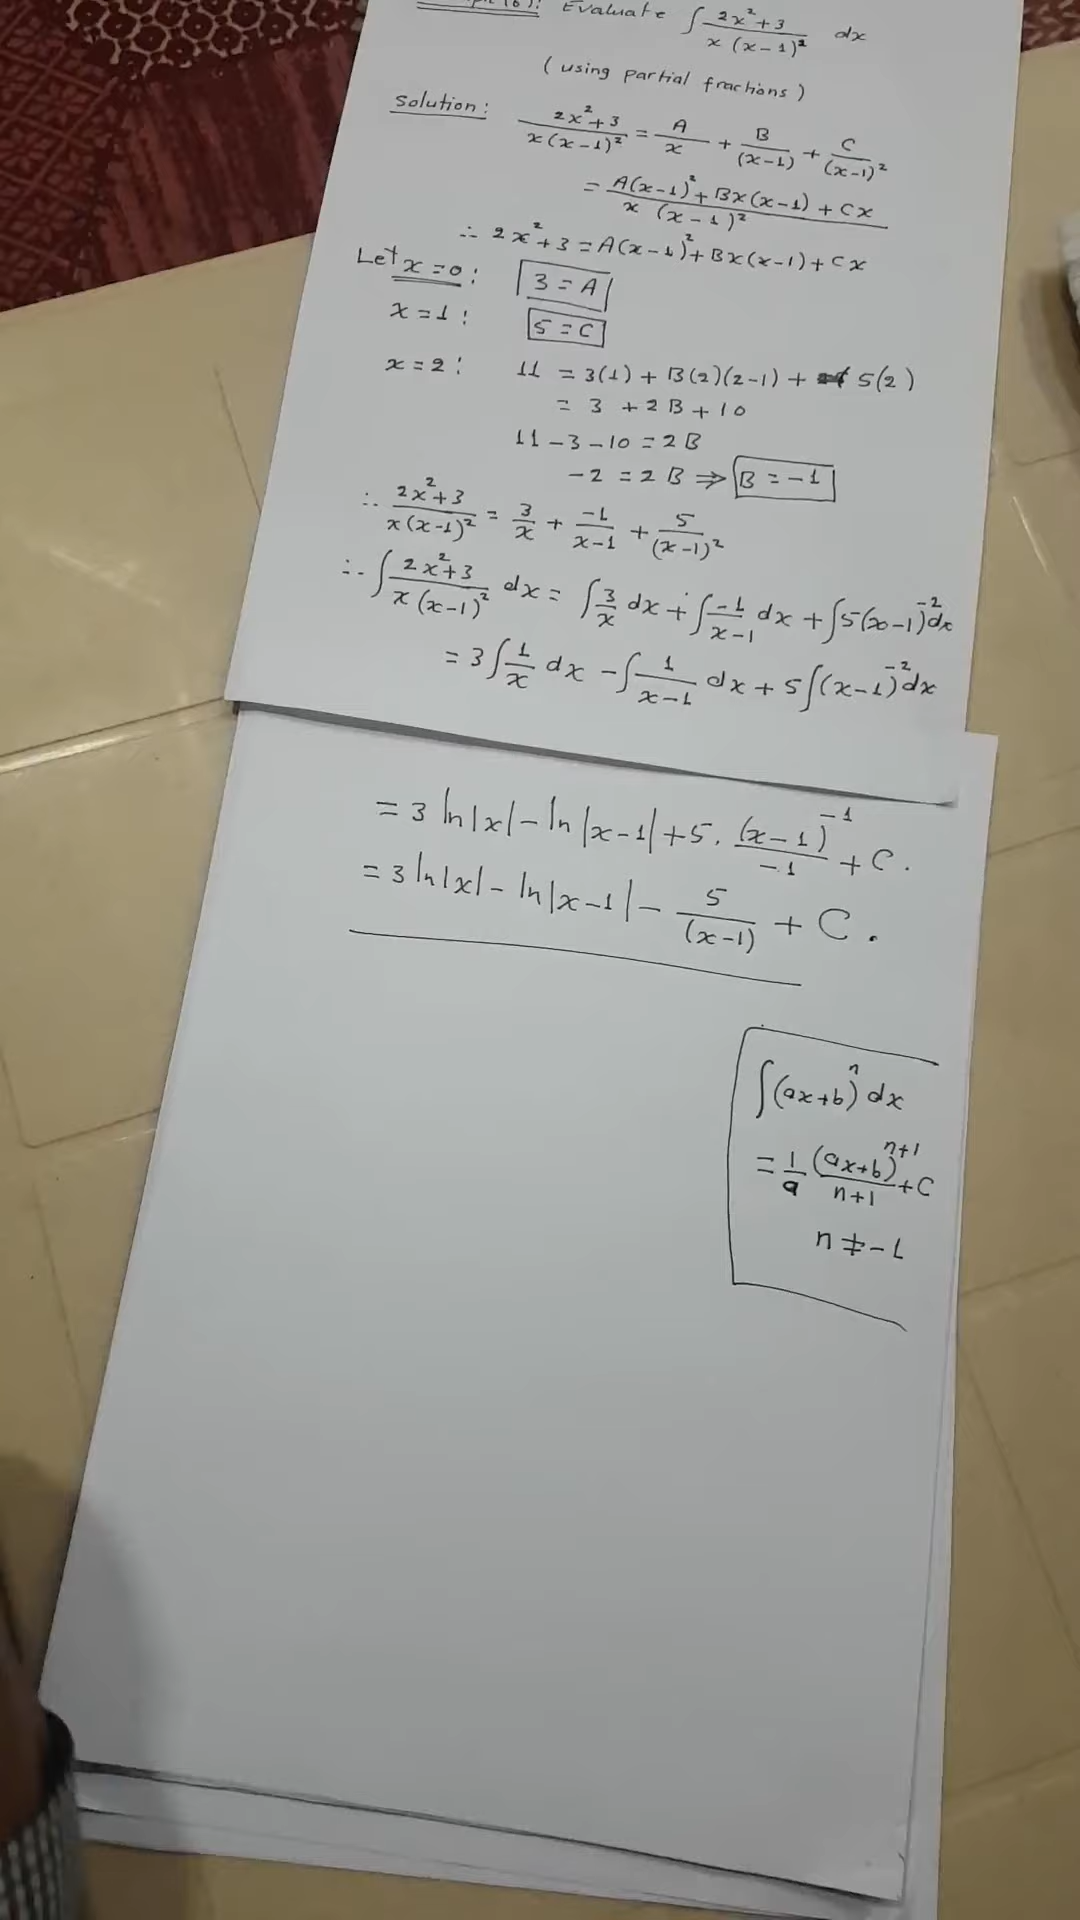 (6): Evaluate ∫ (2x²+3)/(x (x-1)²) dx
(using partial fractions)
Solution: (2x²+3)/(x(x-1)²) = A/x + B/(x-1) + C/(x-1)²
= (A(x-1)²+Bx(x-1)+Cx)/(x (x-1)²)
∴ 2x²+3 = A(x-1)²+Bx(x-1)+Cx
Let x=0: 3 = A
x=1: 5 = C
x=2: 11 = 3(1)+B(2)(2-1)+ 5(2)
= 3 +2B+10
11-3-10 = 2B
-2 = 2B ⇒ B = -1
∴ (2x²+3)/(x(x-1)²) = 3/x + -1/(x-1) + 5/(x-1)²
∴ ∫ (2x²+3)/(x(x-1)²) dx = ∫ 3/x dx + ∫ -1/(x-1) dx + ∫5(x-1)⁻²dx
= 3∫ 1/x dx - ∫ 1/(x-1) dx + 5∫(x-1)⁻²dx
= 3 ln|x| - ln|x-1| + 5. (x-1)⁻¹/-1 + C.
= 3 ln|x| - ln|x-1| - 5/(x-1) + C.
∫(ax+b)ⁿ dx
= 1/a (ax+b)ⁿ⁺¹/(n+1) + C
n ≠ -1